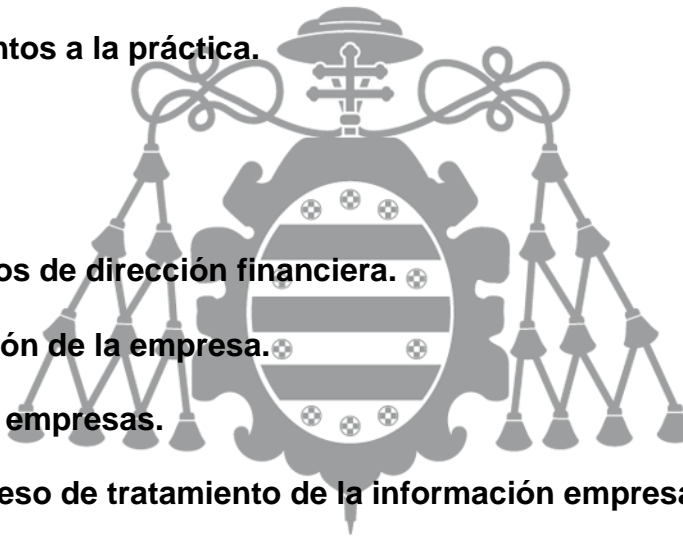 ntos a la práctica.
os de dirección financiera.
ón de la empresa.
empresas.
eso de tratamiento de la información empresa